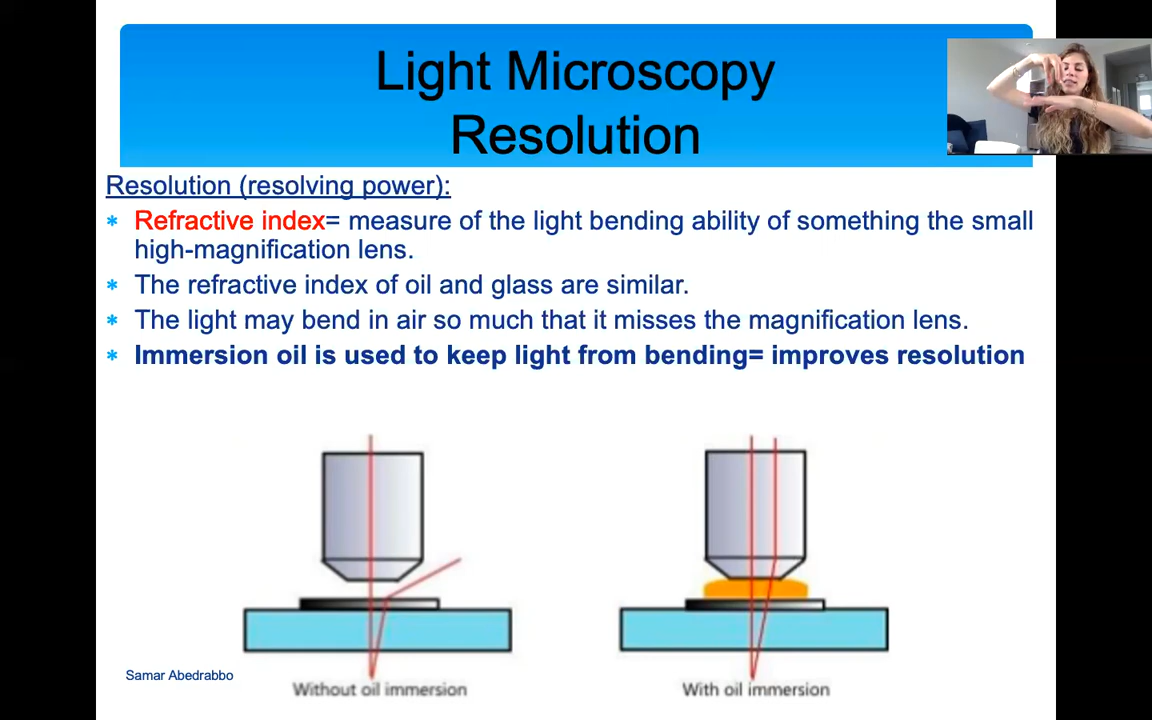 Light Microscopy
Resolution
Resolution (resolving power):
* Refractive index= measure of the light bending ability of something the small
high-magnification lens.
* The refractive index of oil and glass are similar.
* The light may bend in air so much that it misses the magnification lens.
* Immersion oil is used to keep light from bending= improves resolution
Samar Abedrabbo
Without oil immersion
With oil immersion